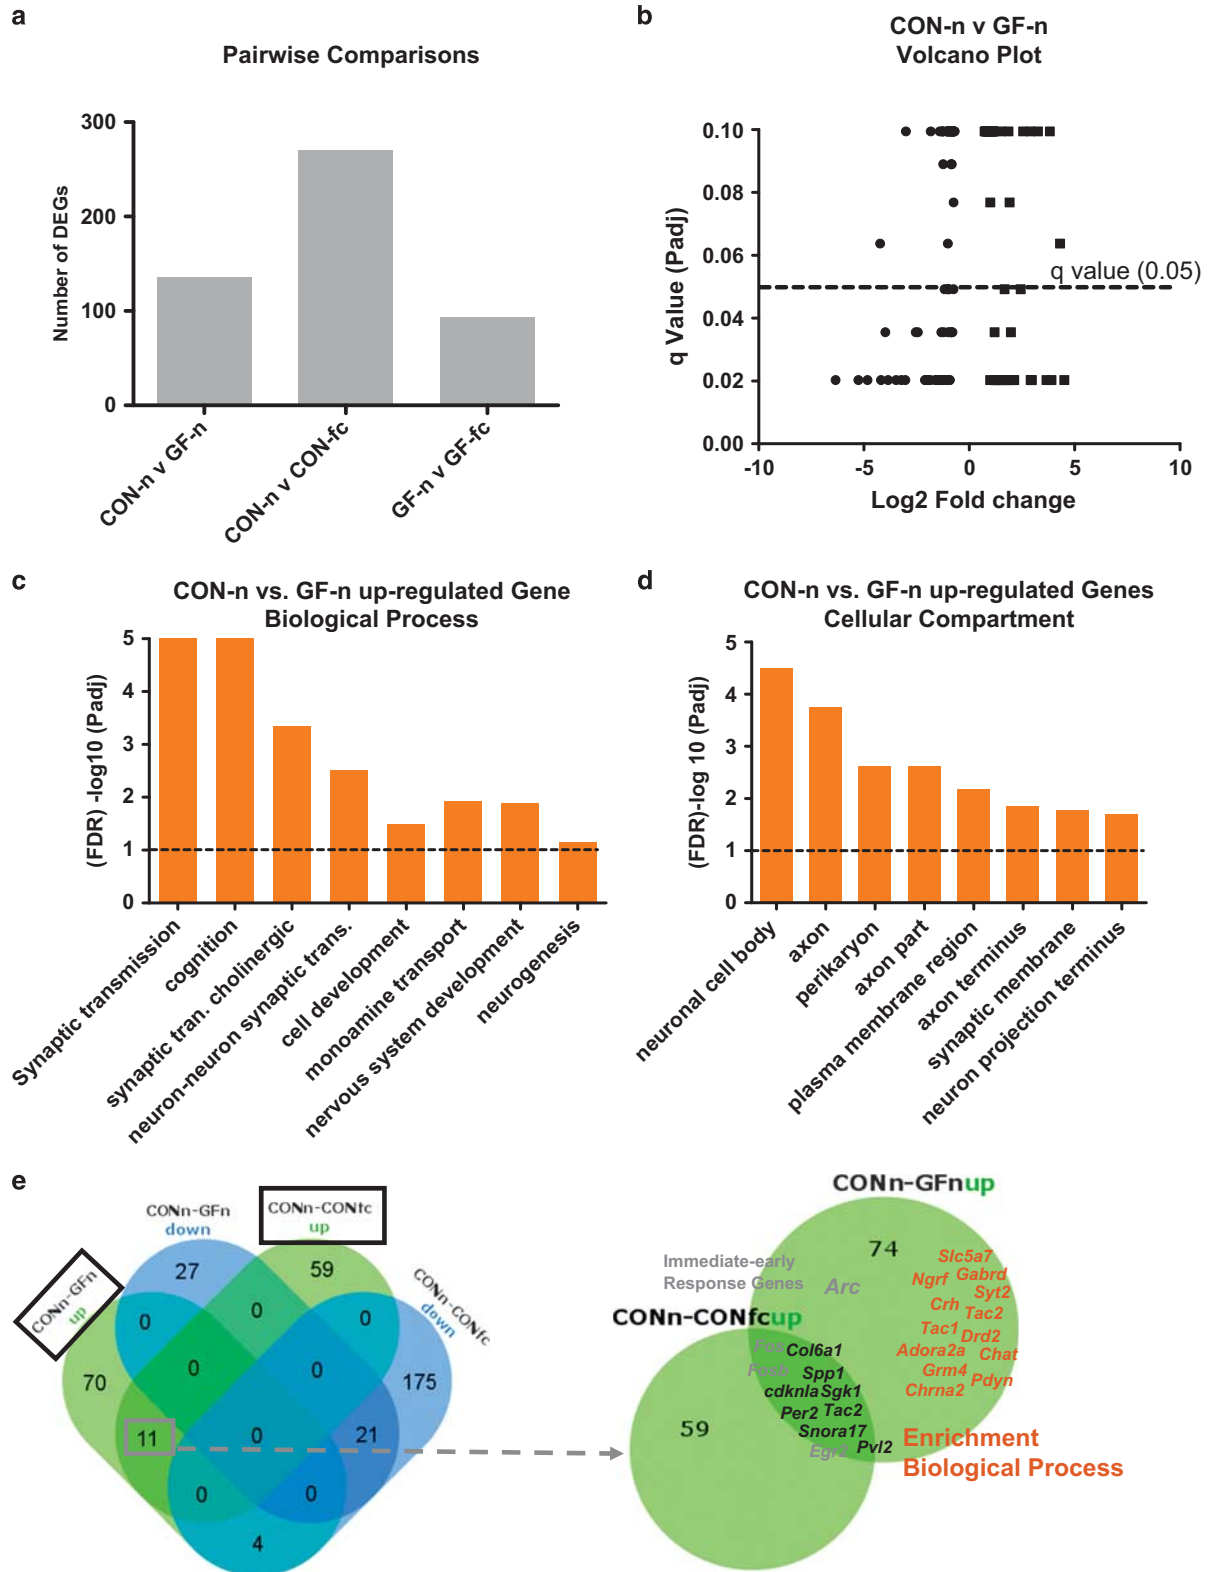 a
Pairwise Comparisons
Number of DEGs
300
200
100
0
CON-n v GF-n
CON-n v CON-fc
GF-n v GF-fc
b
CON-n v GF-n
Volcano Plot
q Value (Padj)
0.10
0.08
0.06
0.04
0.02
0.00
q value (0.05)
-10
-5
0
5
10
Log2 Fold change
c
CON-n vs. GF-n up-regulated Gene
Biological Process
(FDR) -log10 (Padj)
5
4
3
2
1
0
Synaptic transmission
cognition
synaptic tran. cholinergic
neuron-neuron synaptic trans.
cell development
monoamine transport
nervous system development
neurogenesis
d
CON-n vs. GF-n up-regulated Genes
Cellular Compartment
(FDR)-log 10 (Padj)
5
4
3
2
1
0
neuronal cell body
axon
perikaryon
axon part
plasma membrane region
axon terminus
synaptic membrane
neuron projection terminus
e
CONn-GFn
up
CONn-GFn
down
CONn-CONfc
up
CONn-CONfc
down
27
59
0
0
0
70
0
0
175
11
0
21
0
0
4
CONn-GFnup
74
Immediate-early
Response Genes
Arc
Slc5a7
Ngrf Gabrd
Syt2
Crh Tac2
Tac1 Drd2
Adora2a Chat
Grm4 Pdyn
Chrna2
CONn-CONfcup
59
Fos Col6a1
Fosb Spp1
cdknla Sgk1
Per2 Tac2
Snora17
Egr2 Pvl2
Enrichment
Biological Process